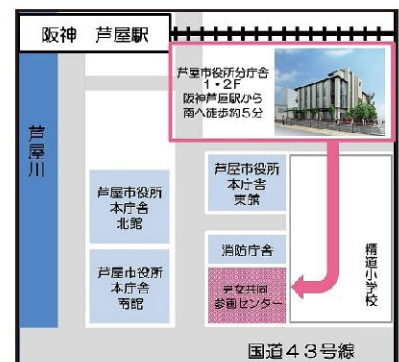 阪神 芦屋駅
芦屋市役所分庁舎
1・2F
阪神芦屋駅から
南へ徒歩約5分
芦屋川
芦屋市役所
本庁舎
北館
芦屋市役所
本庁舎
東館
消防庁舎
芦屋市役所
本庁舎
南館
男女共同
参画センター
精道小学校
国道43号線